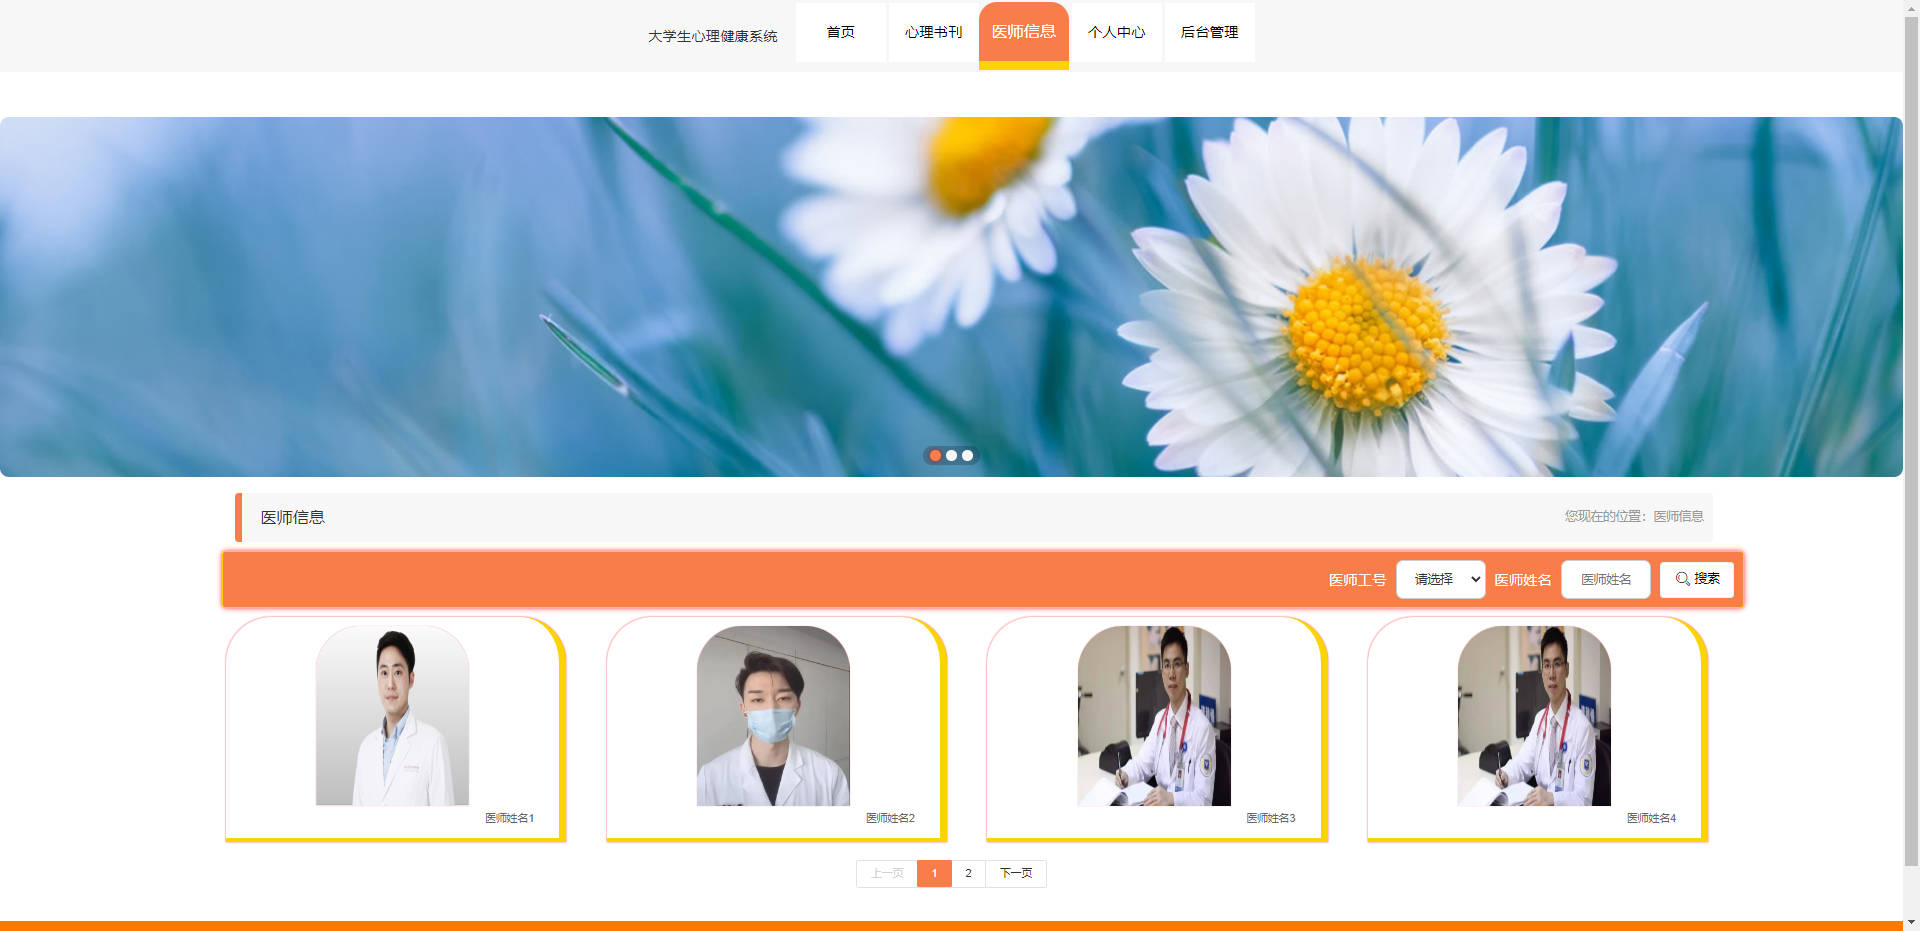 大学生心理健康系统 首页 心理书刊 医师信息 个人中心 后台管理
医师信息 您现在的位置：医师信息
医师工号 请选择 医师姓名 医师姓名 搜索
医师姓名1 医师姓名2 医师姓名3 医师姓名4
上一页 1 2 下一页